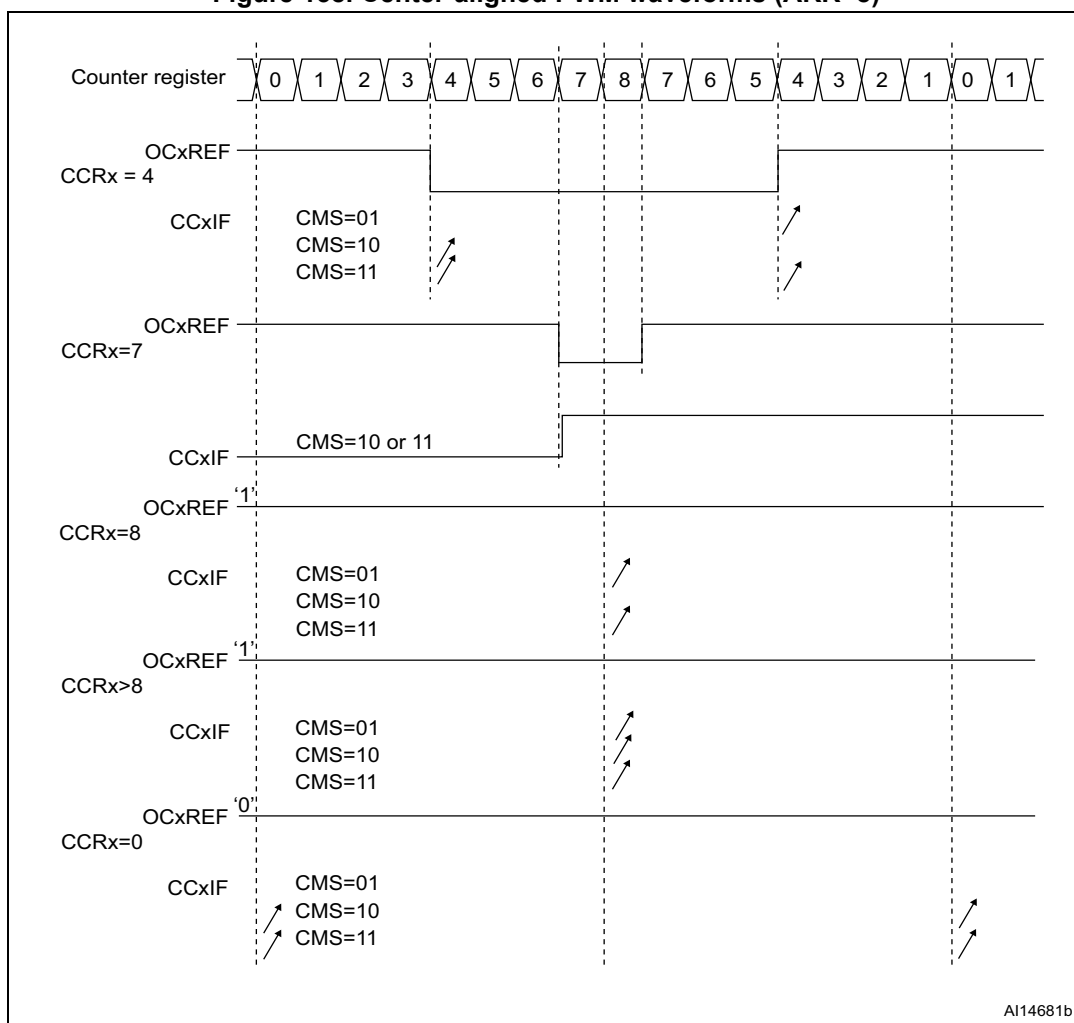 Counter register 0 1 2 3 4 5 6 7 8 7 6 5 4 3 2 1 0 1
OCxREF
CCRx = 4
CCxIF CMS=01
CMS=10
CMS=11
OCxREF
CCRx=7
CCxIF CMS=10 or 11
OCxREF '1'
CCRx=8
CCxIF CMS=01
CMS=10
CMS=11
OCxREF '1'
CCRx>8
CCxIF CMS=01
CMS=10
CMS=11
OCxREF '0'
CCRx=0
CCxIF CMS=01
CMS=10
CMS=11
AI14681b